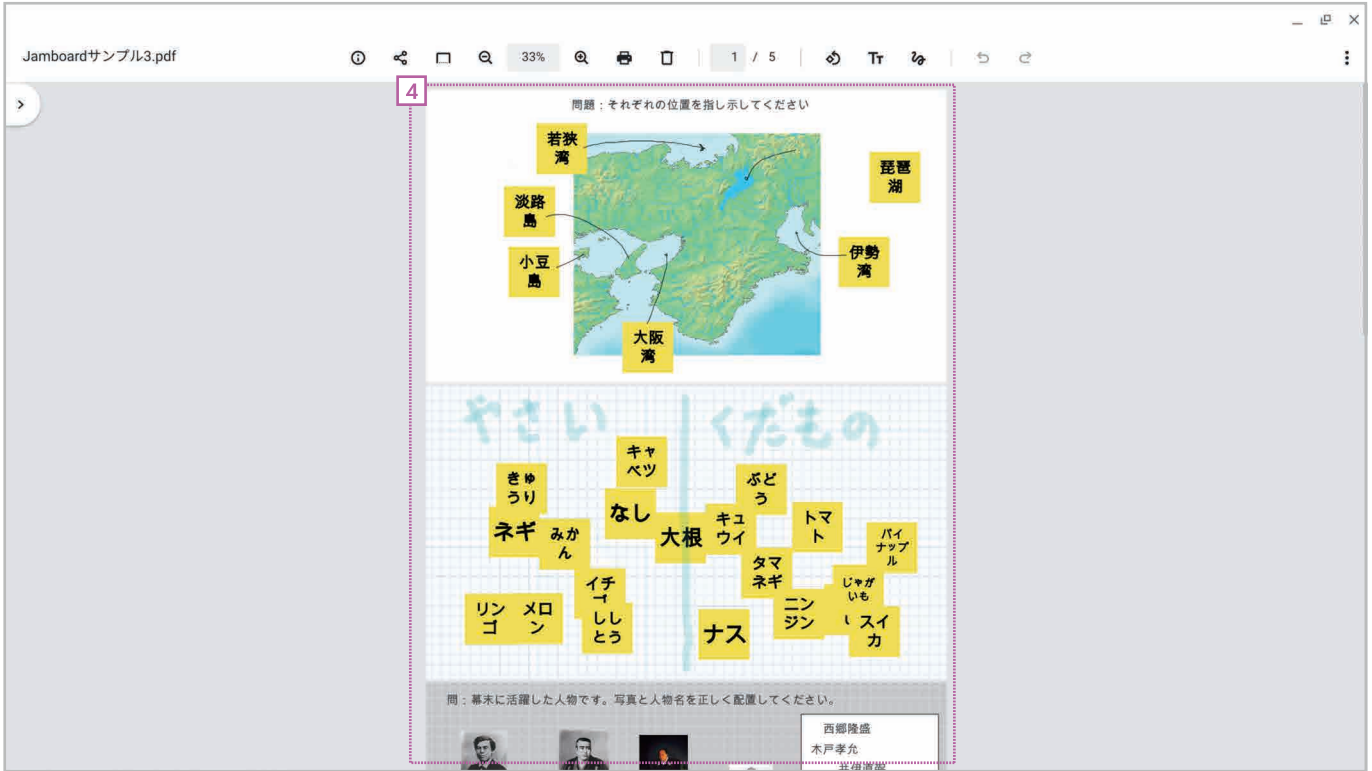 Jamboardサンプル3.pdf
33%
1 / 5
4
問題：それぞれの位置を指し示してください
若狭
湾
琵琶
湖
淡路
島
小豆
島
伊勢
湾
大阪
湾
やさい
くだもの
キャ
ベツ
きゅ
うり
ぶど
う
なし
ネギ
みか
ん
大根
キュ
ウイ
トマ
ト
パイ
ナップ
ル
タマ
ネギ
イチ
ゴ
じゃが
いも
リン
ゴ
メロ
ン
しし
とう
ナス
ニン
ジン
スイ
カ
問：幕末に活躍した人物です。写真と人物名を正しく配置してください。
西郷隆盛
木戸孝允
井伊直弼